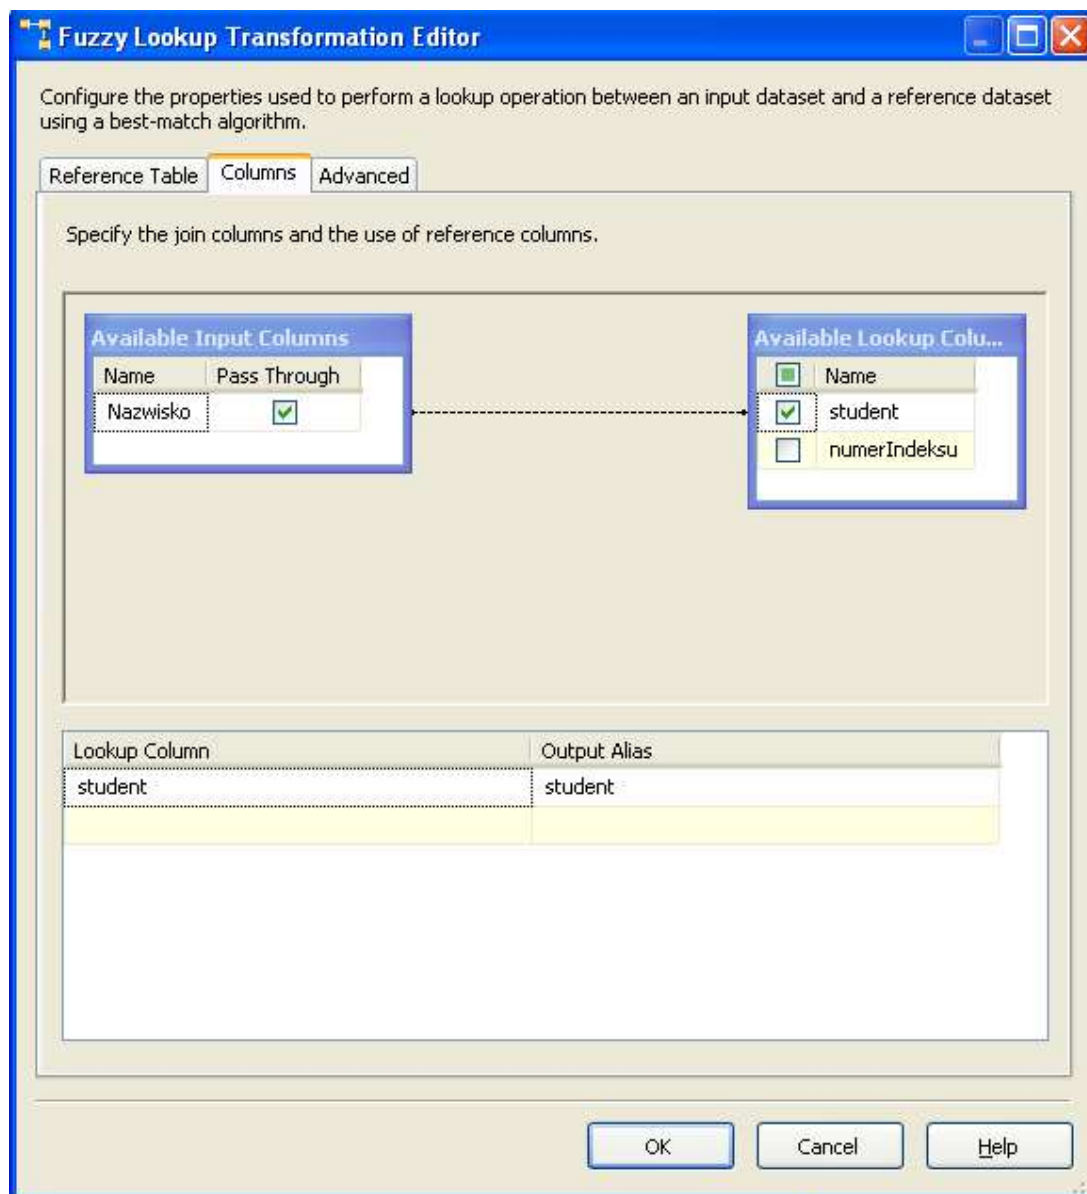 Fuzzy Lookup Transformation Editor
Configure the properties used to perform a lookup operation between an input dataset and a reference dataset
using a best-match algorithm.
Reference Table Columns Advanced
Specify the join columns and the use of reference columns.
Available Input Columns
Name Pass Through
Nazwisko
Available Lookup Colu...
Name
student
numerIndeksu
Lookup Column Output Alias
student student
OK Cancel Help